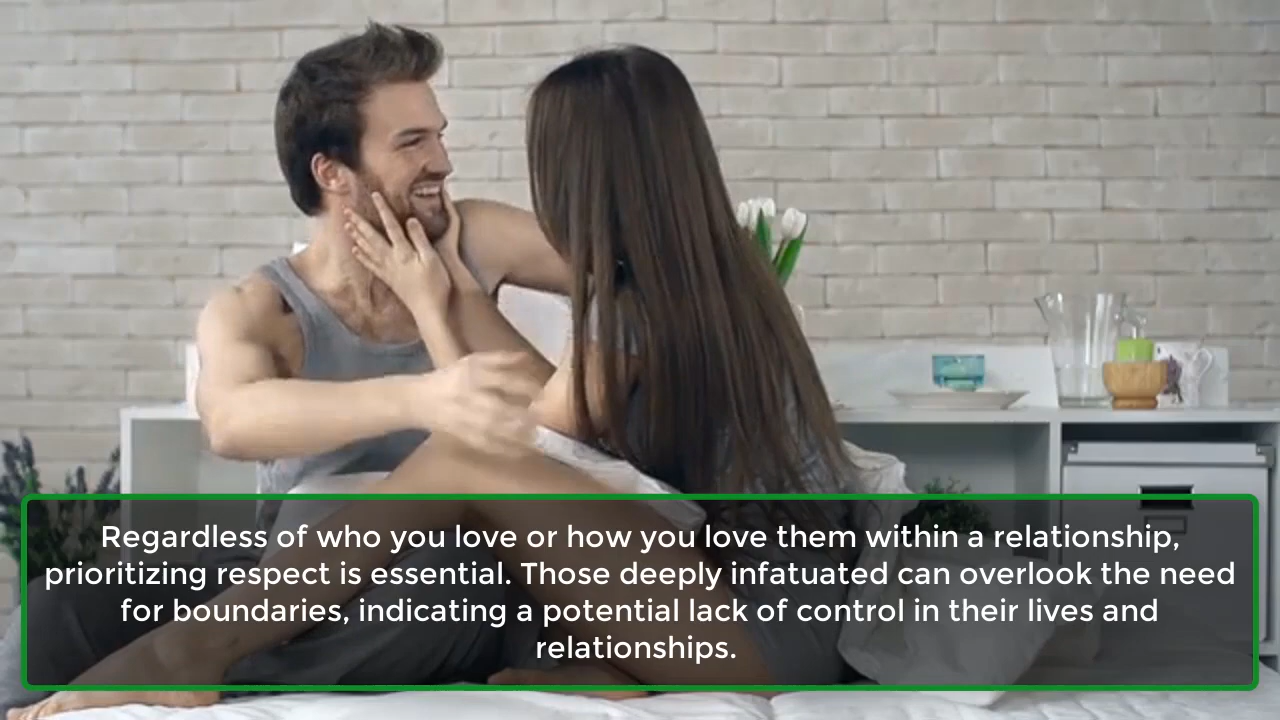 Regardless of who you love or how you love them within a relationship,
prioritizing respect is essential. Those deeply infatuated can overlook the need
for boundaries, indicating a potential lack of control in their lives and
relationships.